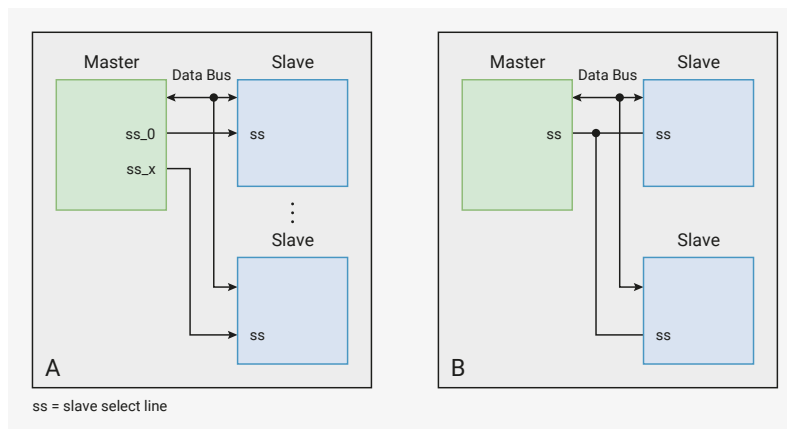 Master
Data Bus
Slave
ss_0
ss
ss_x
Slave
ss
A
Master
Data Bus
Slave
ss
ss
Slave
ss
B
ss = slave select line